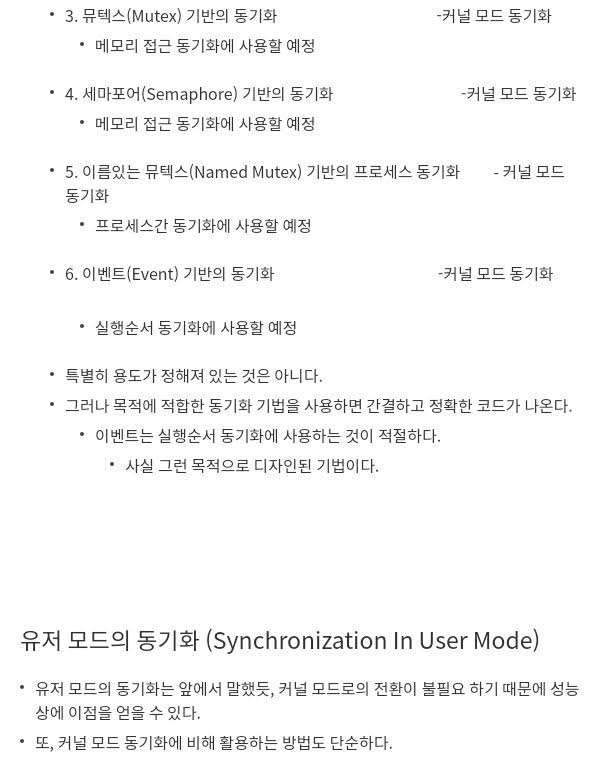 • 3. 뮤텍스(Mutex) 기반의 동기화 -커널 모드 동기화
• 메모리 접근 동기화에 사용할 예정
• 4. 세마포어(Semaphore) 기반의 동기화 -커널 모드 동기화
• 메모리 접근 동기화에 사용할 예정
• 5. 이름있는 뮤텍스(Named Mutex) 기반의 프로세스 동기화 - 커널 모드
동기화
• 프로세스간 동기화에 사용할 예정
• 6. 이벤트(Event) 기반의 동기화 -커널 모드 동기화
• 실행순서 동기화에 사용할 예정
• 특별히 용도가 정해져 있는 것은 아니다.
• 그러나 목적에 적합한 동기화 기법을 사용하면 간결하고 정확한 코드가 나온다.
• 이벤트는 실행순서 동기화에 사용하는 것이 적절하다.
• 사실 그런 목적으로 디자인된 기법이다.
유저 모드의 동기화 (Synchronization In User Mode)
• 유저 모드의 동기화는 앞에서 말했듯, 커널 모드로의 전환이 불필요 하기 때문에 성능
상에 이점을 얻을 수 있다.
• 또, 커널 모드 동기화에 비해 활용하는 방법도 단순하다.